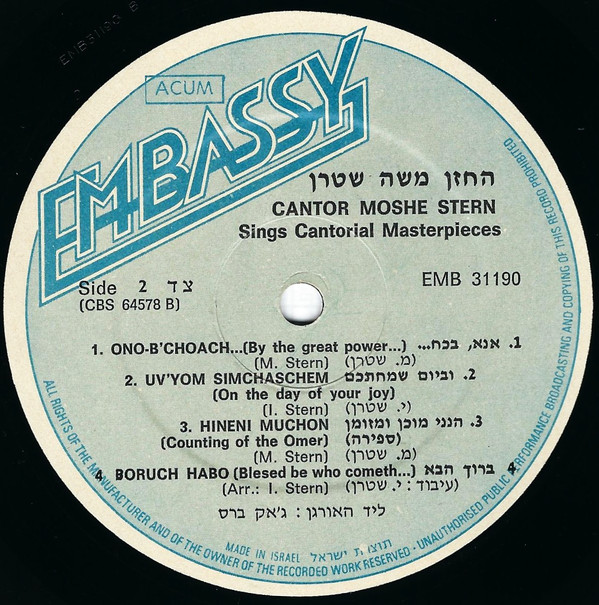 EMB31190 B
ACUM
EMBASSY
החזן משה שטרן
CANTOR MOSHE STERN
Sings Cantorial Masterpieces
Side 2 צד
(CBS 64578 B)
EMB 31190
1. ONO-B'CHOACH...(By the great power...) אנא, בכח... .1
(M. Stern) (מ. שטרן)
2. UV'YOM SIMCHASCHEM וביום שמחתכם .2
(On the day of your joy)
(I. Stern) (י. שטרן)
3. HINENI MUCHON הנני מוכן ומזומן .3
(Counting of the Omer) (ספירה)
(M. Stern) (מ. שטרן)
4. BORUCH HABO (Blesed be who cometh...) ברוך הבא 4
(Arr.: I. Stern) (עיבוד: י. שטרן)
ליד האורגן: ג'אק ברס
MADE IN ISRAEL תוצרת ישראל
ALL RIGHTS OF THE MANUFACTURER AND OF THE OWNER OF THE RECORDED WORK RESERVED - UNAUTHORISED PUBLIC PERFORMANCE BROADCASTING AND COPYING OF THIS RECORD PROHIBITED